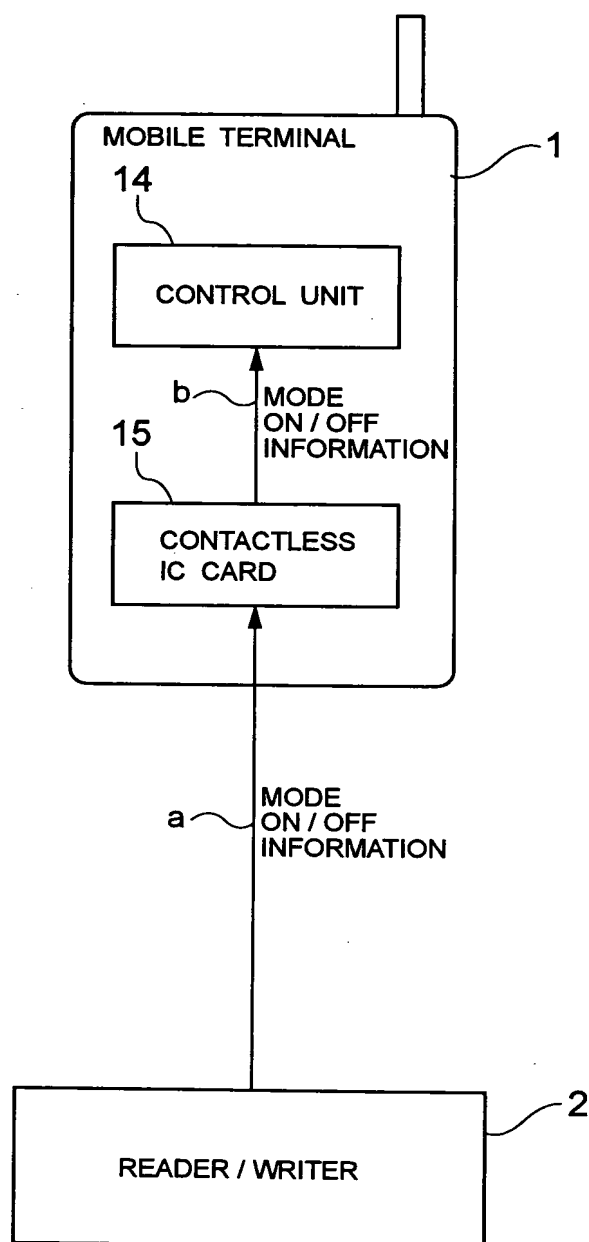 MOBILE TERMINAL
1
14
CONTROL UNIT
b
MODE
ON / OFF
INFORMATION
15
CONTACTLESS
IC CARD
a
MODE
ON / OFF
INFORMATION
2
READER / WRITER